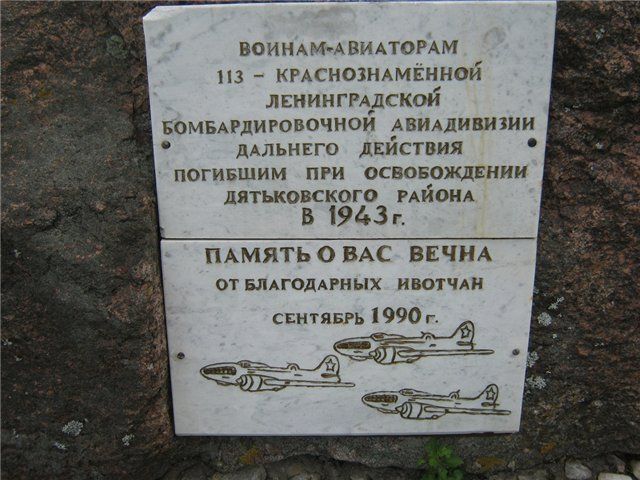 ВОИНАМ-АВИАТОРАМ
113 - КРАСНОЗНАМЁННОЙ
ЛЕНИНГРАДСКОЙ
БОМБАРДИРОВОЧНОЙ АВИАДИВИЗИИ
ДАЛЬНЕГО ДЕЙСТВИЯ
ПОГИБШИМ ПРИ ОСВОБОЖДЕНИИ
ДЯТЬКОВСКОГО РАЙОНА
В 1943 г.
ПАМЯТЬ О ВАС ВЕЧНА
ОТ БЛАГОДАРНЫХ ИВОТЧАН
СЕНТЯБРЬ 1990 г.